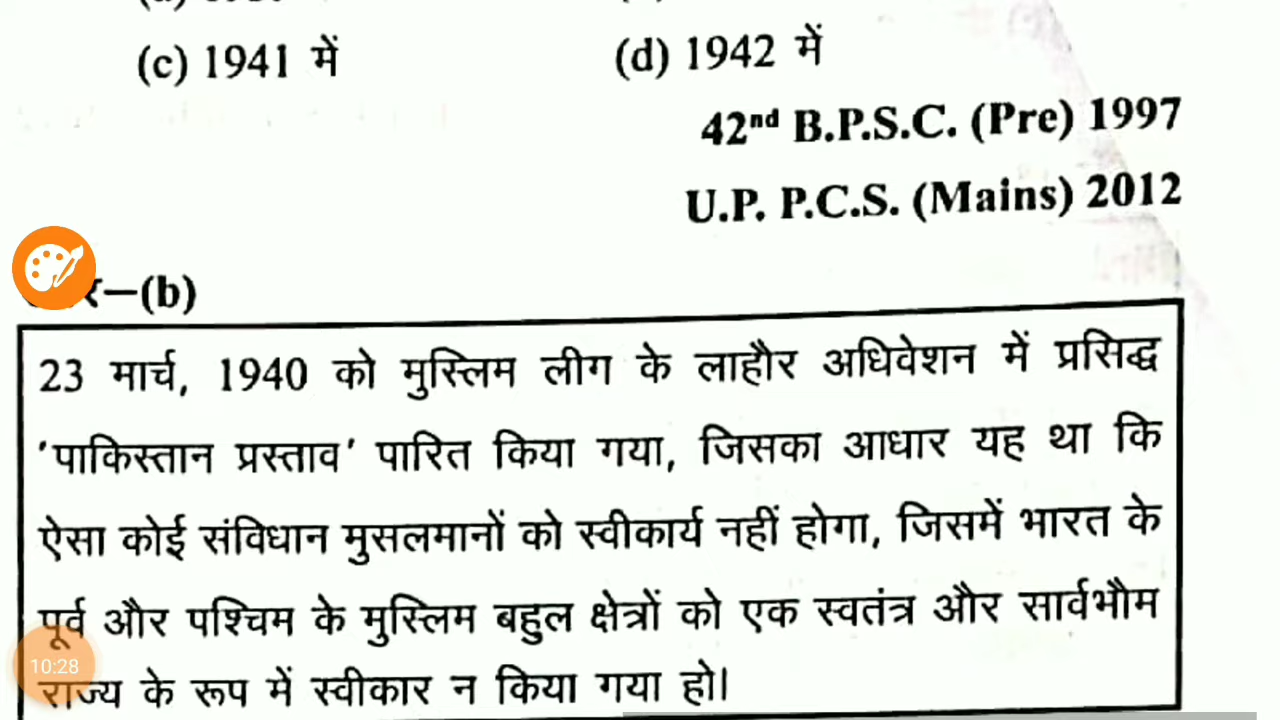 (c) 1941 में
(d) 1942 में
42nd B.P.S.C. (Pre) 1997
U.P. P.C.S. (Mains) 2012
–(b)
23 मार्च, 1940 को मुस्लिम लीग के लाहौर अधिवेशन में प्रसिद्ध
'पाकिस्तान प्रस्ताव' पारित किया गया, जिसका आधार यह था कि
ऐसा कोई संविधान मुसलमानों को स्वीकार्य नहीं होगा, जिसमें भारत के
पूर्व और पश्चिम के मुस्लिम बहुल क्षेत्रों को एक स्वतंत्र और सार्वभौम
10:28
राज्य के रूप में स्वीकार न किया गया हो।